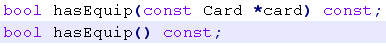 bool hasEquip(const Card *card) const;
bool hasEquip() const;